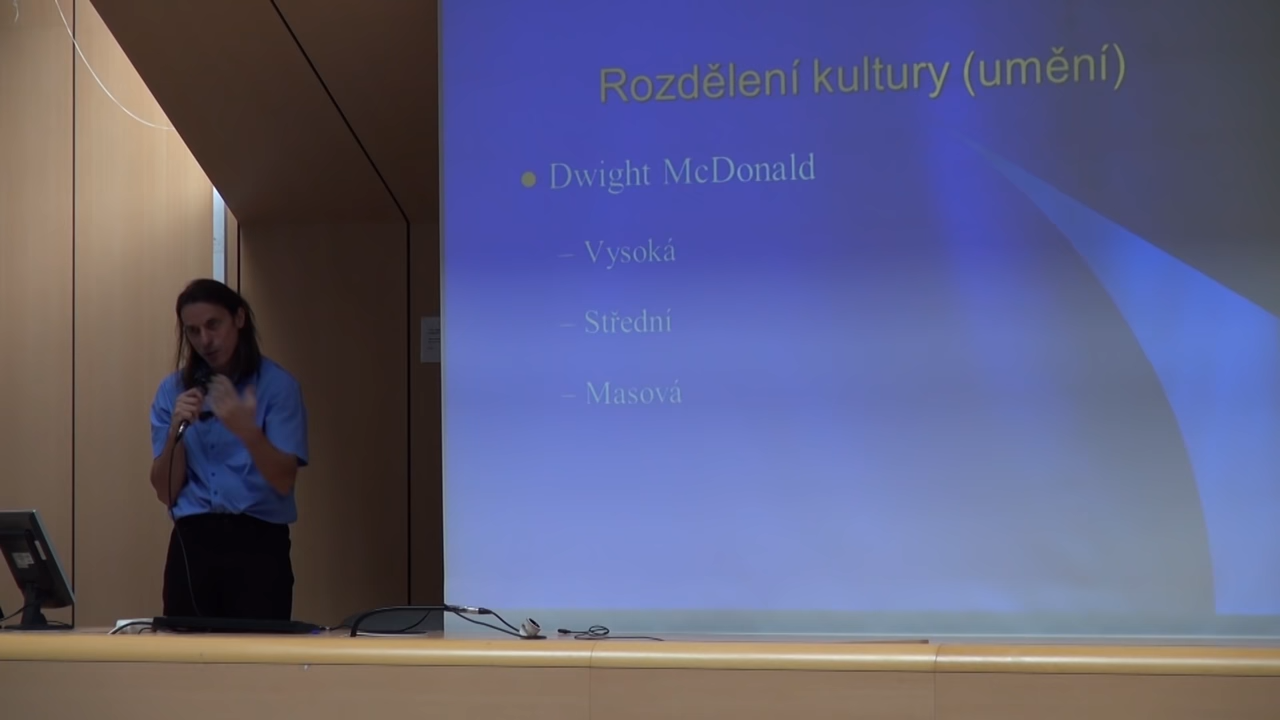 Rozdělení kultury (umění)
● Dwight McDonald
– Vysoká
– Střední
– Masová